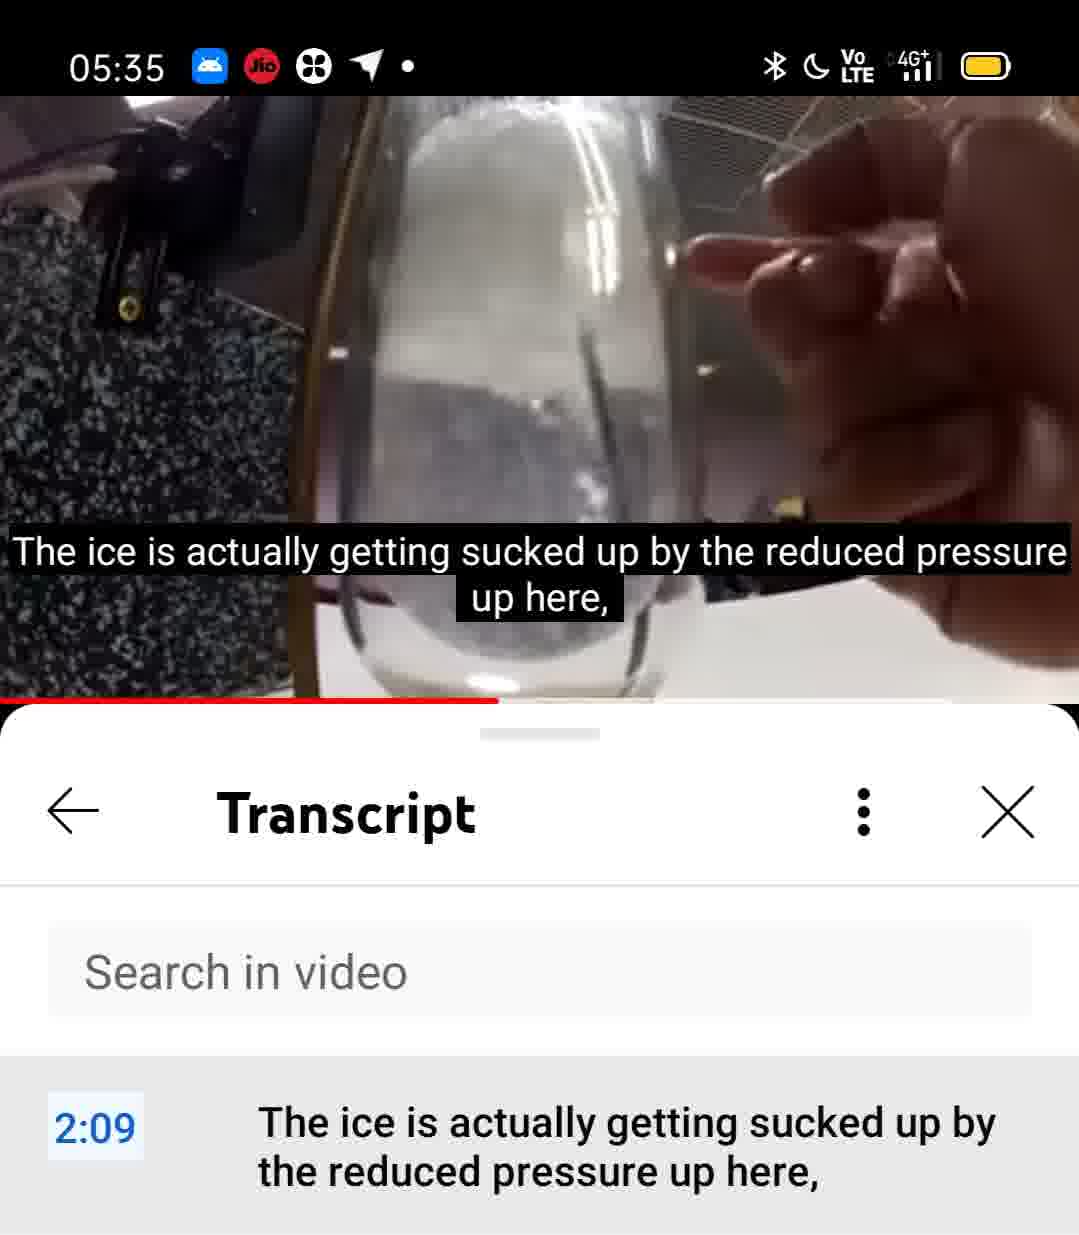 05:35
Jio
Vo
LTE
4G+
The ice is actually getting sucked up by the reduced pressure
up here,
Transcript
Search in video
2:09
The ice is actually getting sucked up by
the reduced pressure up here,